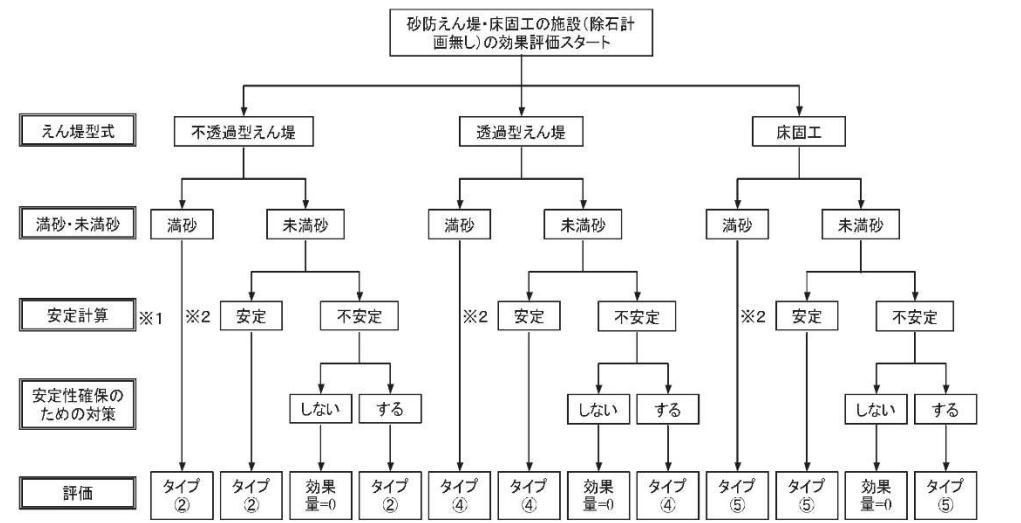 砂防えん堤・床固工の施設(除石計
画無し)の効果評価スタート
えん堤型式
不透過型えん堤
透過型えん堤
床固工
満砂・未満砂
満砂
未満砂
満砂
未満砂
満砂
未満砂
安定計算
※1
※2
安定
不安定
※2
安定
不安定
※2
安定
不安定
安定性確保の
ための対策
しない
する
しない
する
しない
する
評価
タイプ
②
タイプ
②
効果
量=0
タイプ
②
タイプ
④
タイプ
④
効果
量=0
タイプ
④
タイプ
⑤
タイプ
⑤
効果
量=0
タイプ
⑤